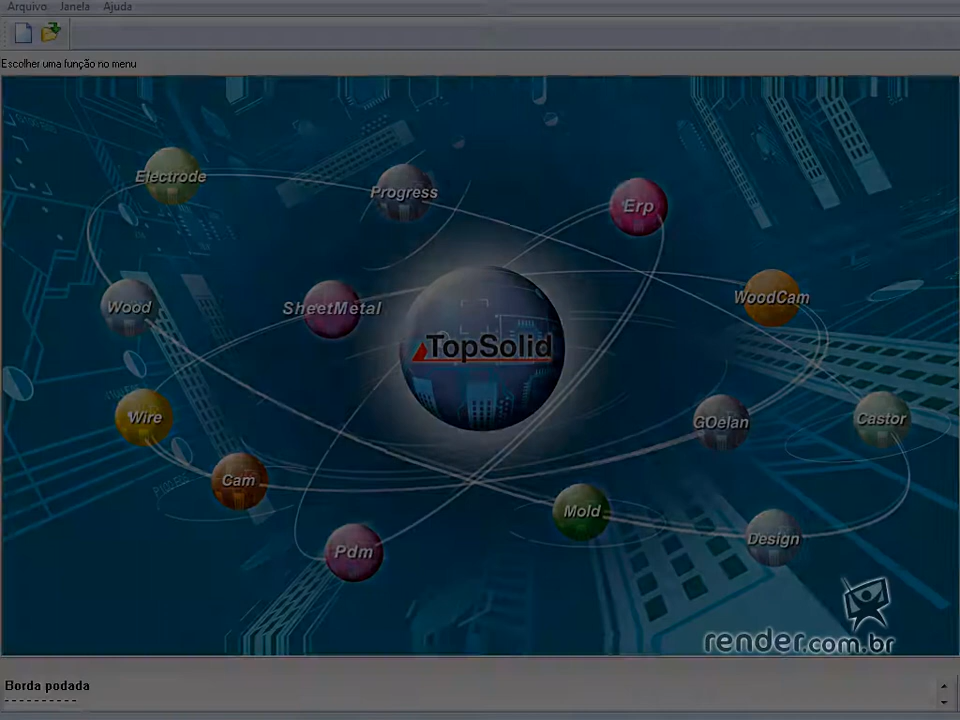 Arquivo Janela Ajuda
Escolher uma função no menu
Electrode
Progress
Erp
WoodCam
Wood
SheetMetal
TopSolid
Wire
GOelan
Castor
Cam
Mold
Design
Pdm
render.com.br
Borda podada
----------